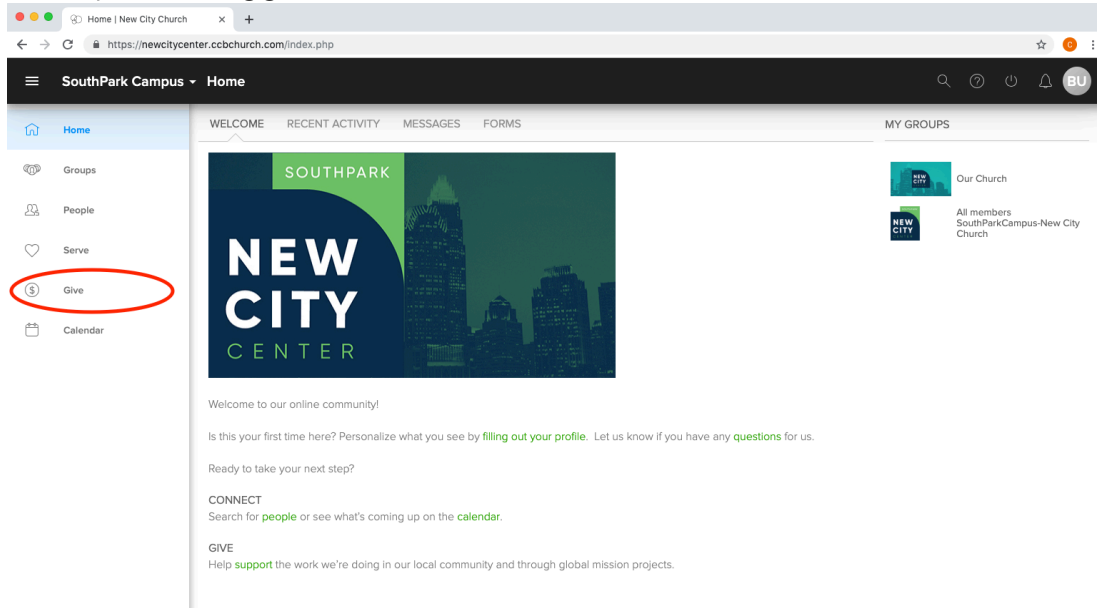 Home | New City Church
https://newcitycenter.ccbchurch.com/index.php
C
SouthPark Campus
Home
BU
Home
Groups
People
Serve
$
Give
Calendar
WELCOME RECENT ACTIVITY MESSAGES FORMS
SOUTHPARK
NEW
CITY
CENTER
Welcome to our online community!
Is this your first time here? Personalize what you see by filling out your profile. Let us know if you have any questions for us.
Ready to take your next step?
CONNECT
Search for people or see what's coming up on the calendar.
GIVE
Help support the work we're doing in our local community and through global mission projects.
MY GROUPS
NEW
CITY
Our Church
NEW
CITY
CENTER
All members
SouthParkCampus-New City
Church